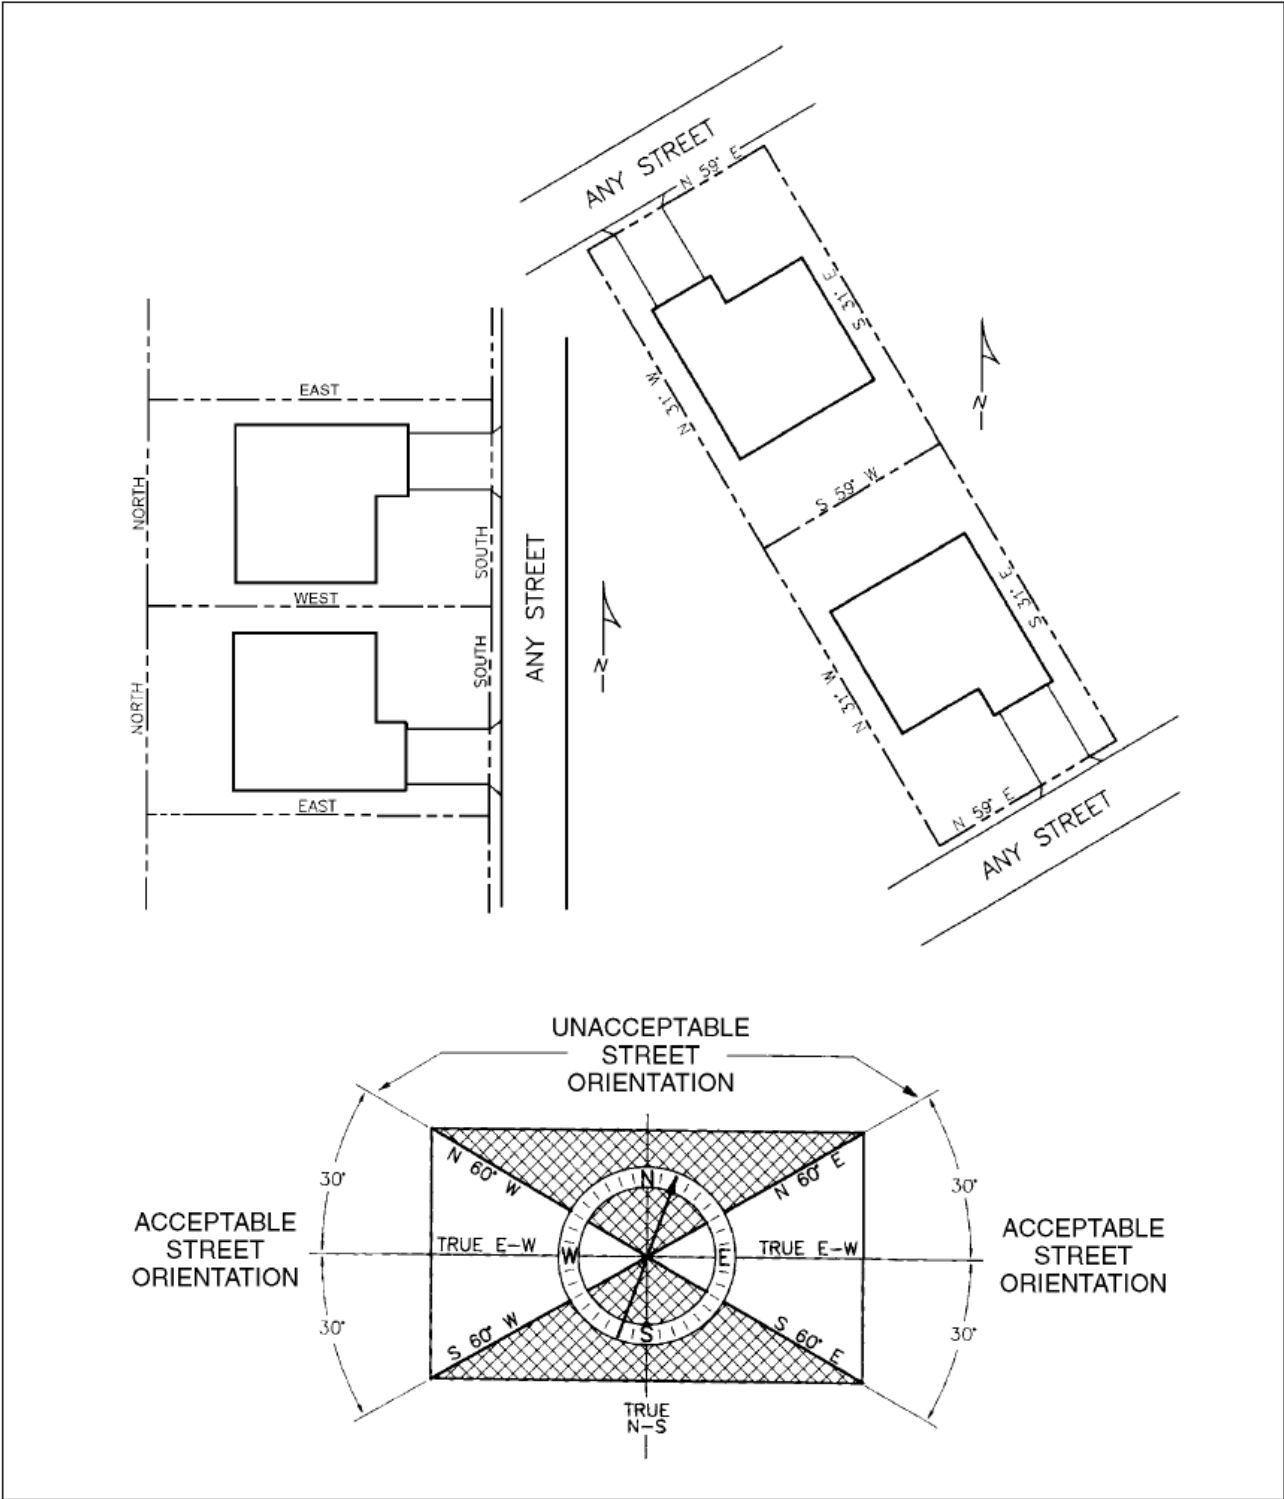 ANY STREET
N 59° E
S 31° E
N 31° W
N
S 59° W
EAST
NORTH
SOUTH
WEST
ANY STREET
N
SOUTH
NORTH
EAST
S 31° E
N 31° W
N 59° E
ANY STREET
UNACCEPTABLE
STREET
ORIENTATION
N 60° W
N
N 60° E
30°
30°
ACCEPTABLE
STREET
ORIENTATION
TRUE E-W
W
E
TRUE E-W
ACCEPTABLE
STREET
ORIENTATION
30°
30°
S 60° W
S
S 60° E
TRUE
N-S